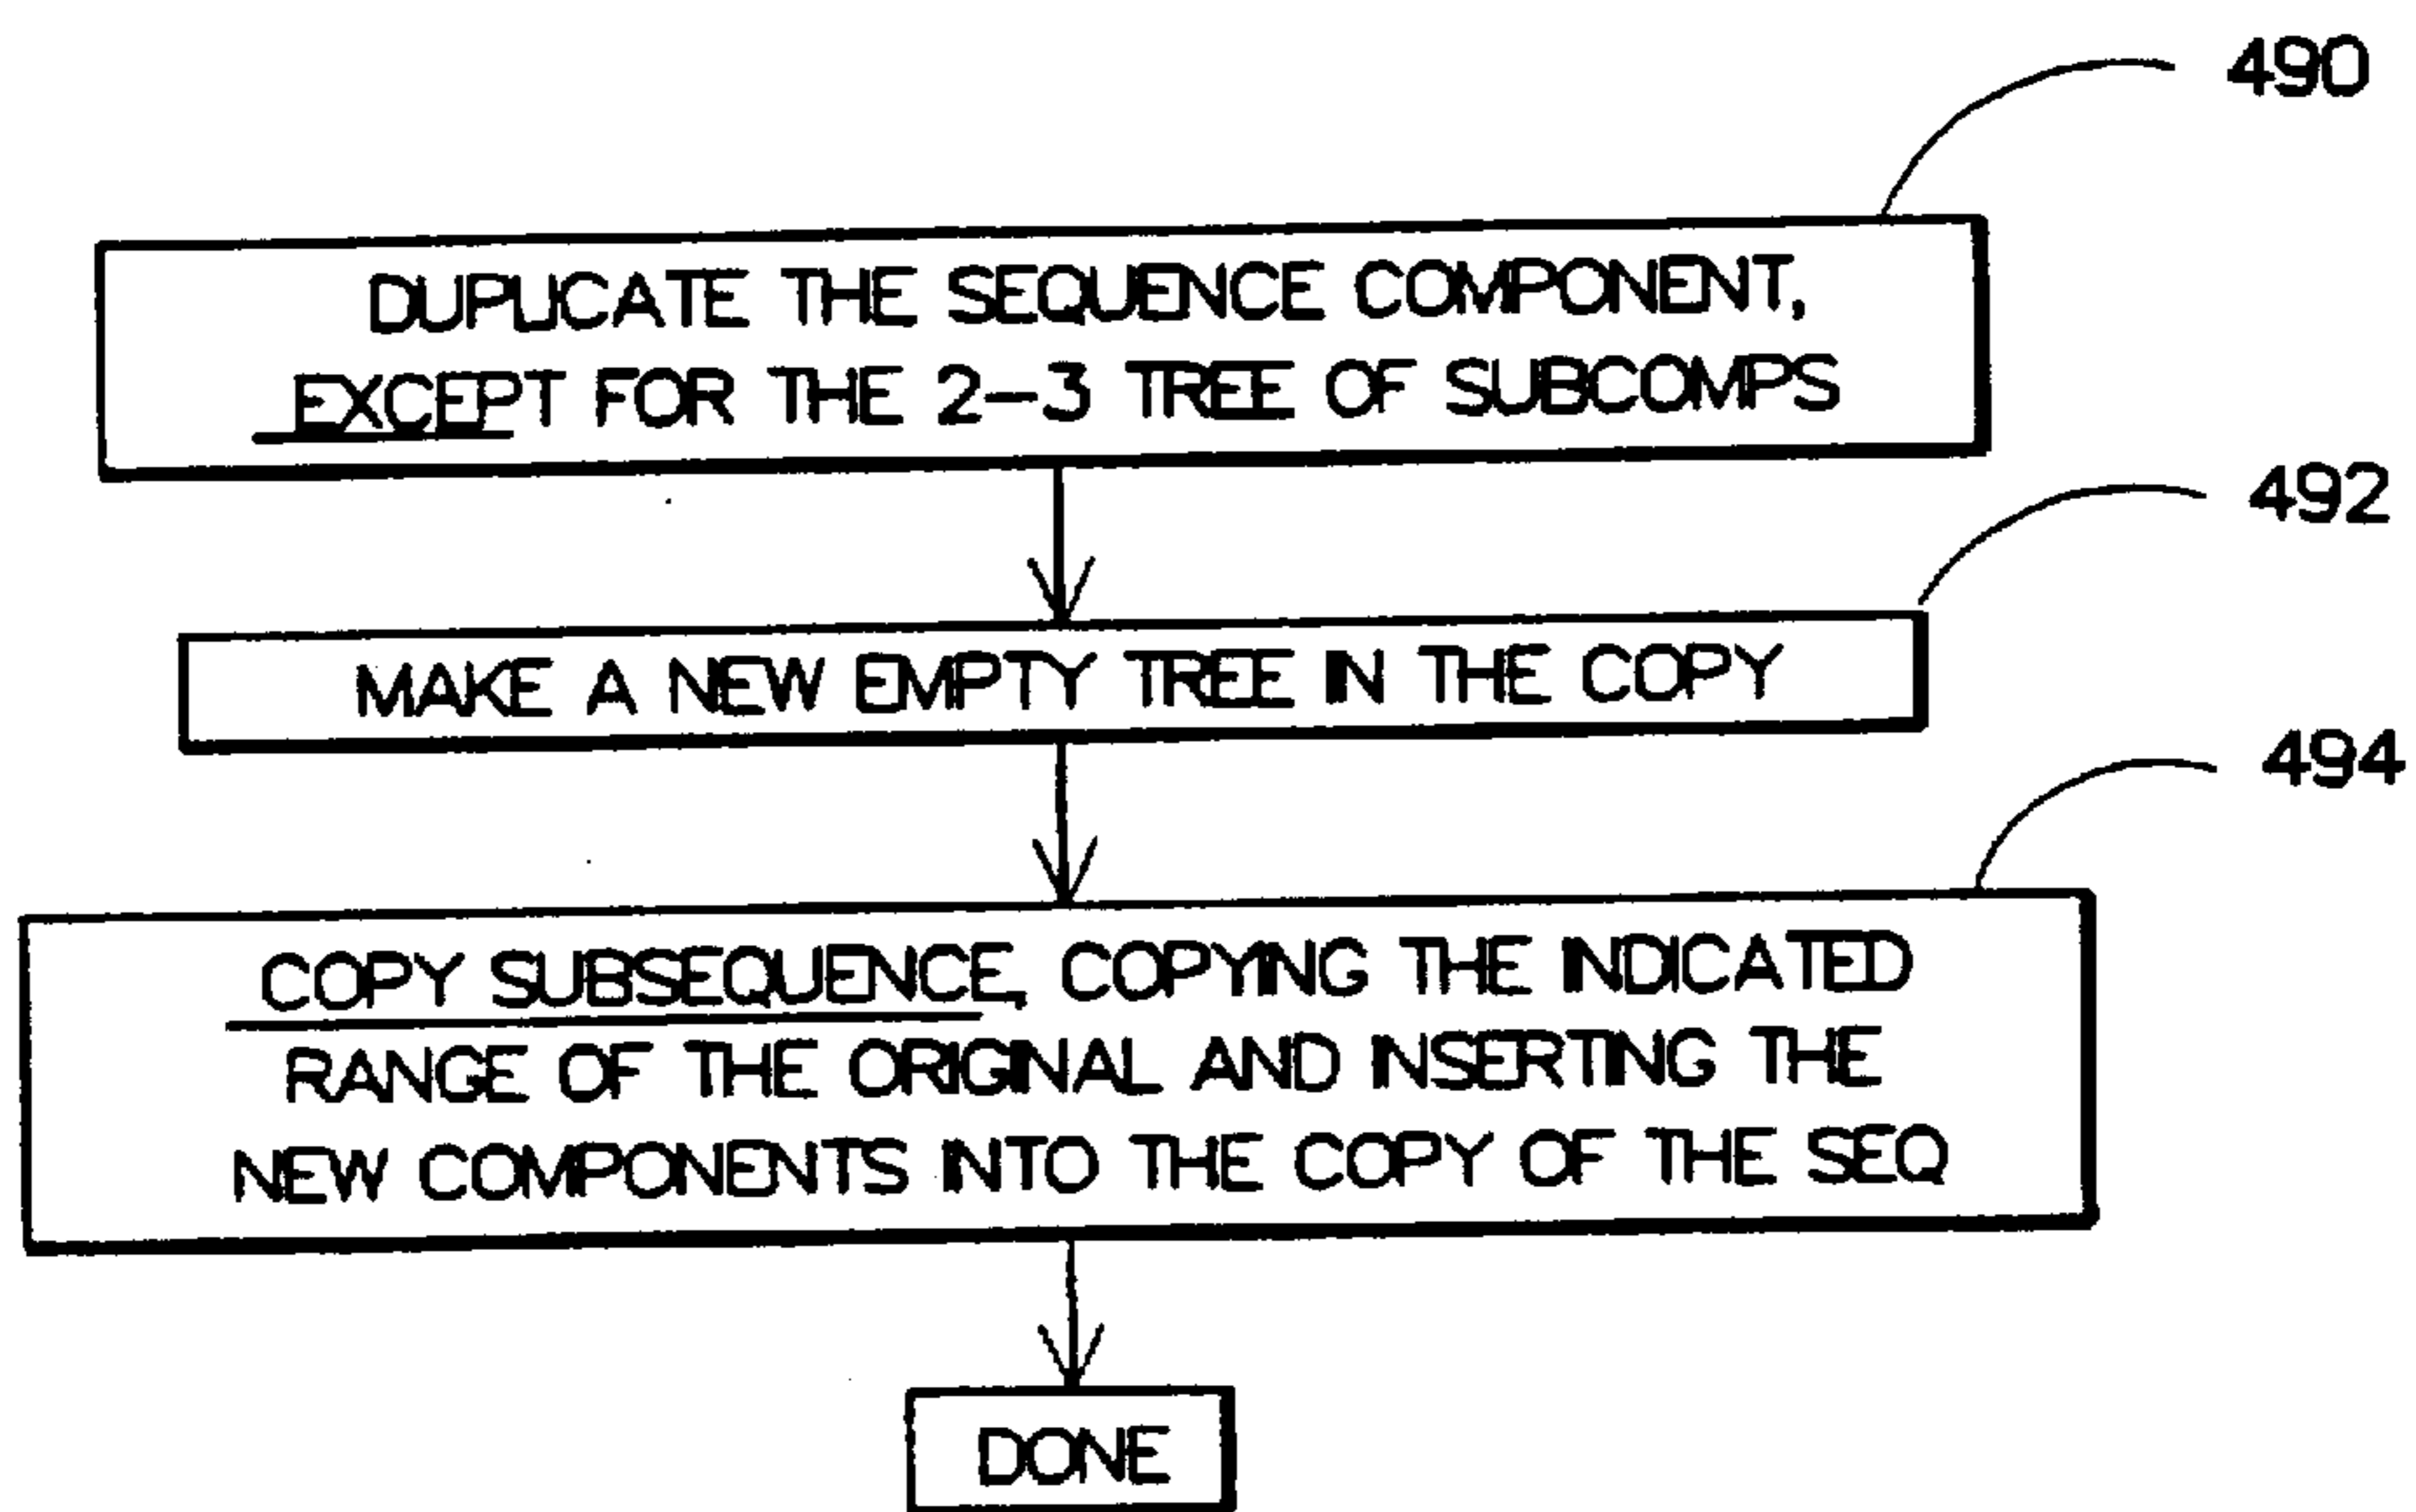 490
DUPLICATE THE SEQUENCE COMPONENT,
EXCEPT FOR THE 2-3 TREE OF SUBCOMPS
492
MAKE A NEW EMPTY TREE IN THE COPY
494
COPY SUBSEQUENCE, COPYING THE INDICATED
RANGE OF THE ORIGINAL AND INSERTING THE
NEW COMPONENTS INTO THE COPY OF THE SEQ
DONE